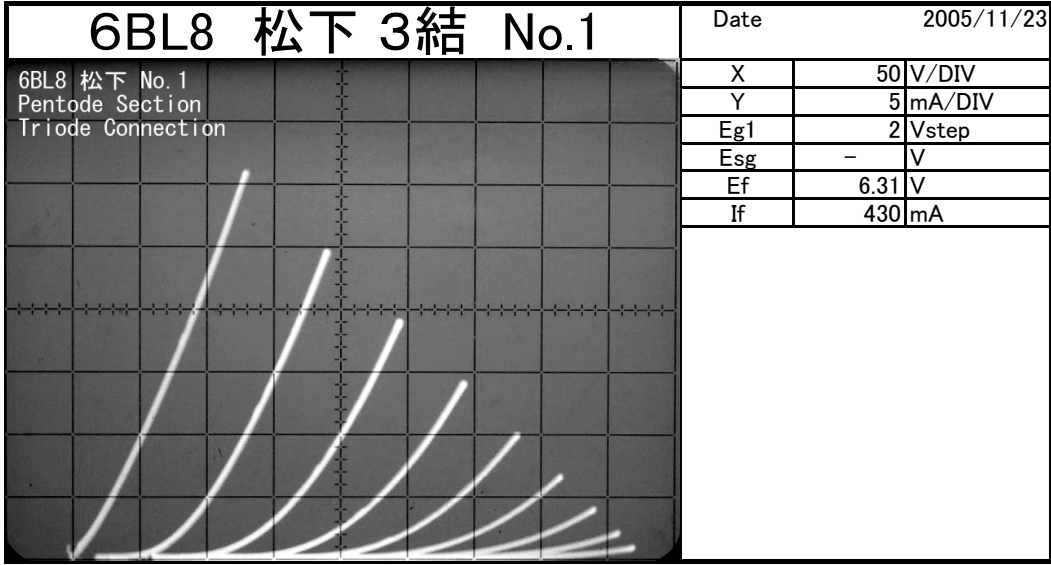 6BL8 松下 3結 No.1
Date 2005/11/23
6BL8 松下 No.1
Pentode Section
Triode Connection
X 50 V/DIV
Y 5 mA/DIV
Eg1 2 Vstep
Esg − V
Ef 6.31 V
If 430 mA